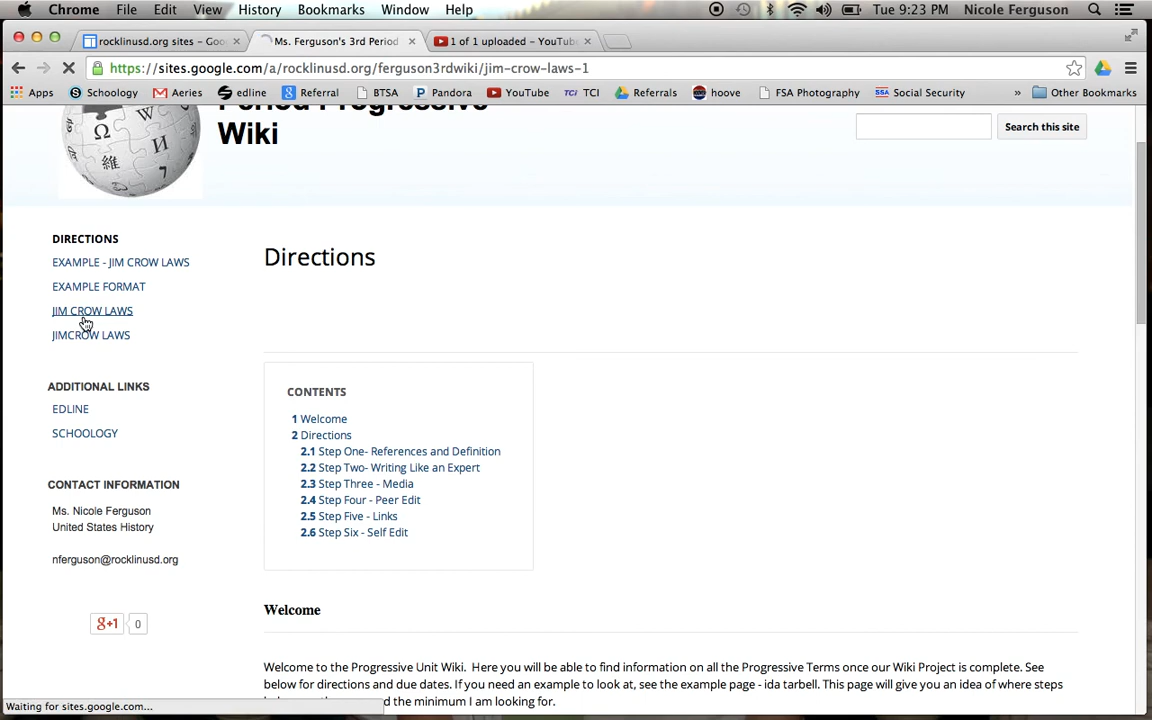 Chrome File Edit View History Bookmarks Window Help Tue 9:23 PM Nicole Ferguson
rocklinusd.org sites - Goo Ms. Ferguson's 3rd Period 1 of 1 uploaded - YouTub
https://sites.google.com/a/rocklinusd.org/ferguson3rdwiki/jim-crow-laws-1
Apps Schoology Aeries edline Referral BTSA Pandora YouTube TCi TCI Referrals hoove FSA Photography SSA Social Security » Other Bookmarks
Period Progressive
Wiki
Search this site
DIRECTIONS
EXAMPLE - JIM CROW LAWS
EXAMPLE FORMAT
JIM CROW LAWS
JIMCROW LAWS
ADDITIONAL LINKS
EDLINE
SCHOOLOGY
CONTACT INFORMATION
Ms. Nicole Ferguson
United States History
nferguson@rocklinusd.org
g+1 0
Directions
CONTENTS
1 Welcome
2 Directions
2.1 Step One- References and Definition
2.2 Step Two- Writing Like an Expert
2.3 Step Three - Media
2.4 Step Four - Peer Edit
2.5 Step Five - Links
2.6 Step Six - Self Edit
Welcome
Welcome to the Progressive Unit Wiki. Here you will be able to find information on all the Progressive Terms once our Wiki Project is complete. See
below for directions and due dates. If you need an example to look at, see the example page - ida tarbell. This page will give you an idea of where steps
the minimum I am looking for.
Waiting for sites.google.com...